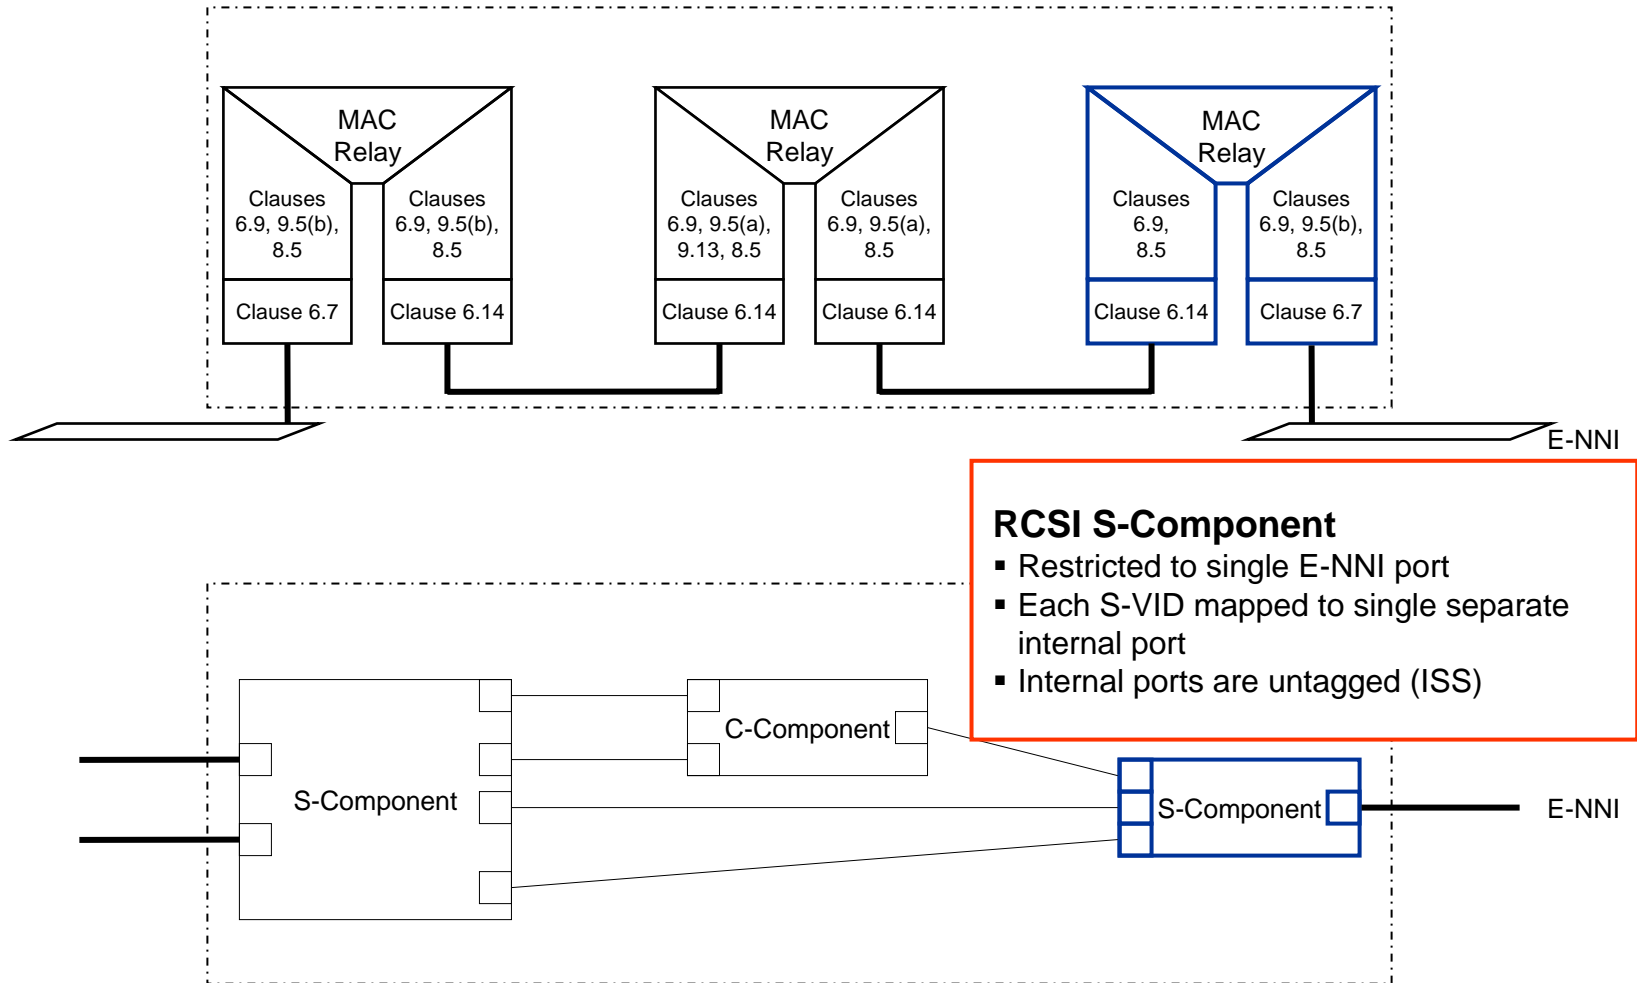 MAC
Relay
Clauses
6.9, 9.5(b),
8.5
Clauses
6.9, 9.5(b),
8.5
Clause 6.7
Clause 6.14
MAC
Relay
Clauses
6.9, 9.5(a),
9.13, 8.5
Clauses
6.9, 9.5(a),
8.5
Clause 6.14
Clause 6.14
MAC
Relay
Clauses
6.9,
8.5
Clauses
6.9, 9.5(b),
8.5
Clause 6.14
Clause 6.7
E-NNI
RCSI S-Component
▪ Restricted to single E-NNI port
▪ Each S-VID mapped to single separate
internal port
▪ Internal ports are untagged (ISS)
S-Component
C-Component
S-Component
E-NNI